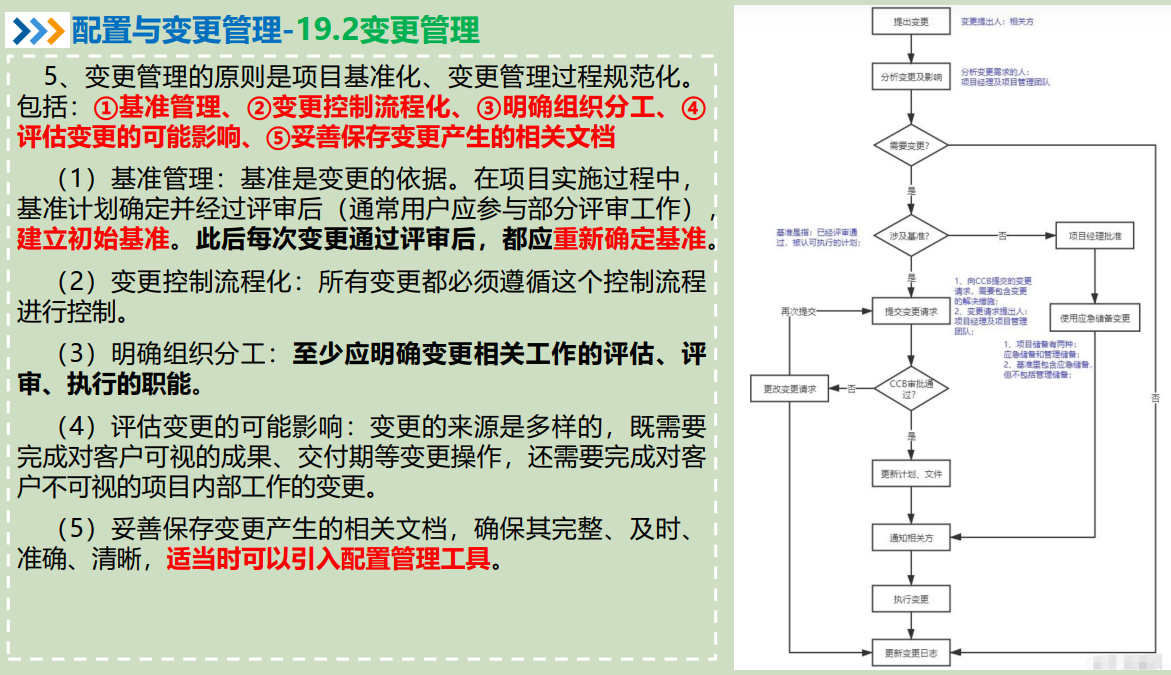 配置与变更管理-19.2变更管理
5、变更管理的原则是项目基准化、变更管理过程规范化。
包括：①基准管理、②变更控制流程化、③明确组织分工、④
评估变更的可能影响、⑤妥善保存变更产生的相关文档
（1）基准管理：基准是变更的依据。在项目实施过程中，
基准计划确定并经过评审后（通常用户应参与部分评审工作），
建立初始基准。此后每次变更通过评审后，都应重新确定基准。
（2）变更控制流程化：所有变更都必须遵循这个控制流程
进行控制。
（3）明确组织分工：至少应明确变更相关工作的评估、评
审、执行的职能。
（4）评估变更的可能影响：变更的来源是多样的，既需要
完成对客户可视的成果、交付期等变更操作，还需要完成对客
户不可视的项目内部工作的变更。
（5）妥善保存变更产生的相关文档，确保其完整、及时、
准确、清晰，适当时可以引入配置管理工具。
提出变更
变更提出人：相关方
分析变更及影响
分析变更需求的人：
项目经理及项目管理团队
需要变更？
是
否
基准是指：已经评审通
过，被认可执行的计划；
涉及基准？
否
项目经理批准
是
使用应急储备变更
1、项目储备有两种：
应急储备和管理储备；
2、基准里包含应急储备，
但不包括管理储备；
再次提交
提交变更请求
1、向CCB提交的变更
请求，需要包含变更
的解决措施；
2、变更请求提出人：
项目经理及项目管理
团队；
更改变更请求
否
CCB审批通
过？
是
更新计划、文件
通知相关方
执行变更
更新变更日志